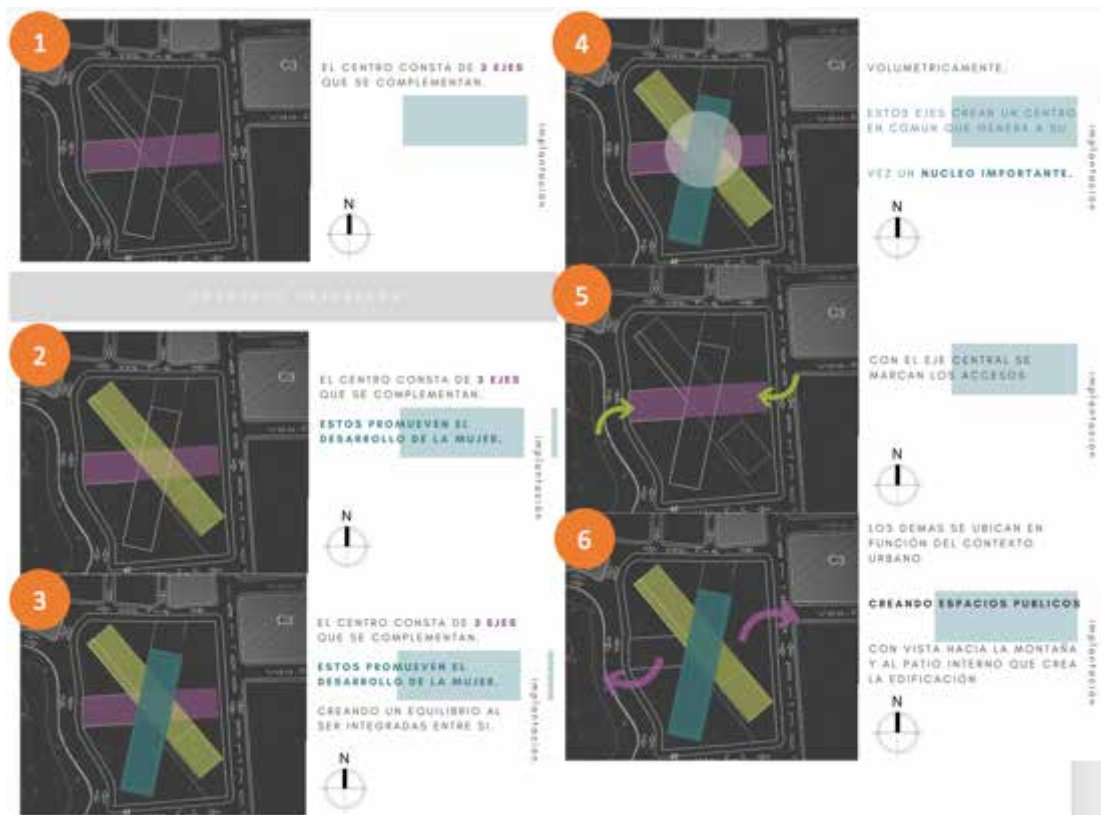 1
EL CENTRO CONSTA DE 3 EJES
QUE SE COMPLEMENTAN.
implantación
N
C3
2
EL CENTRO CONSTA DE 3 EJES
QUE SE COMPLEMENTAN.
ESTOS PROMUEVEN EL
DESARROLLO DE LA MUJER.
implantación
N
C3
3
EL CENTRO CONSTA DE 3 EJES
QUE SE COMPLEMENTAN.
ESTOS PROMUEVEN EL
DESARROLLO DE LA MUJER.
CREANDO UN EQUILIBRIO AL
SER INTEGRADAS ENTRE SI.
implantación
N
C3
4
VOLUMETRICAMENTE,
ESTOS EJES CREAN UN CENTRO
EN COMUN QUE GENERA A SU
VEZ UN NUCLEO IMPORTANTE.
implantación
N
C3
5
CON EL EJE CENTRAL SE
MARCAN LOS ACCESOS
implantación
N
C3
6
LOS DEMAS SE UBICAN EN
FUNCIÓN DEL CONTEXTO
URBANO
CREANDO ESPACIOS PUBLICOS
CON VISTA HACIA LA MONTAÑA
Y AL PATIO INTERNO QUE CREA
LA EDIFICACIÓN
implantación
N
C3